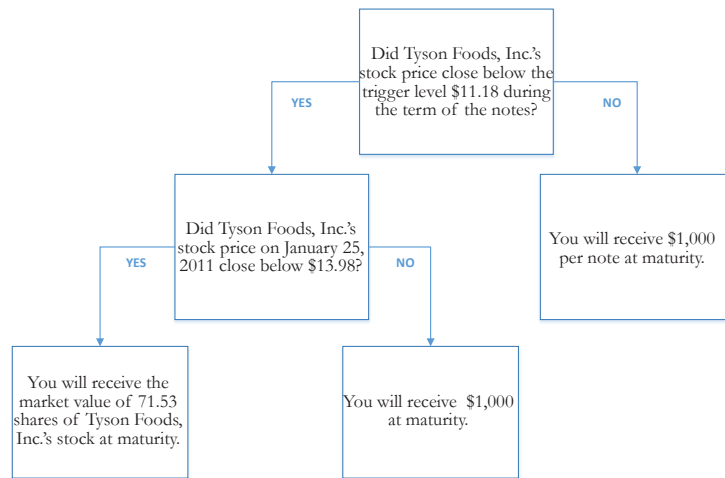 Did Tyson Foods, Inc.'s
stock price close below the
trigger level $11.18 during
the term of the notes?
YES
NO
Did Tyson Foods, Inc.'s
stock price on January 25,
2011 close below $13.98?
You will receive $1,000
per note at maturity.
YES
NO
You will receive the
market value of 71.53
shares of Tyson Foods,
Inc.'s stock at maturity.
You will receive $1,000
at maturity.